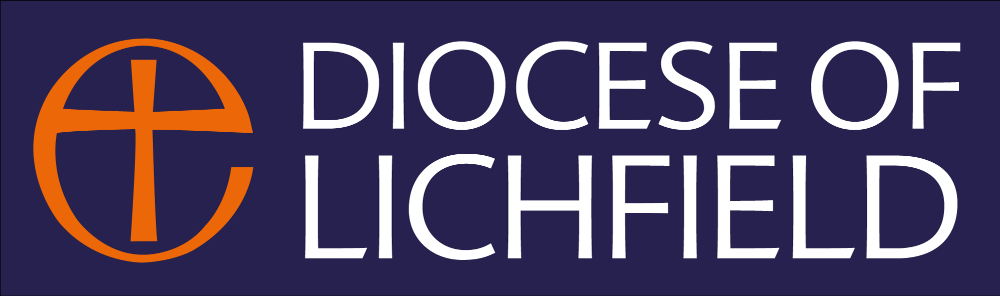 DIOCESE OF
LICHFIELD